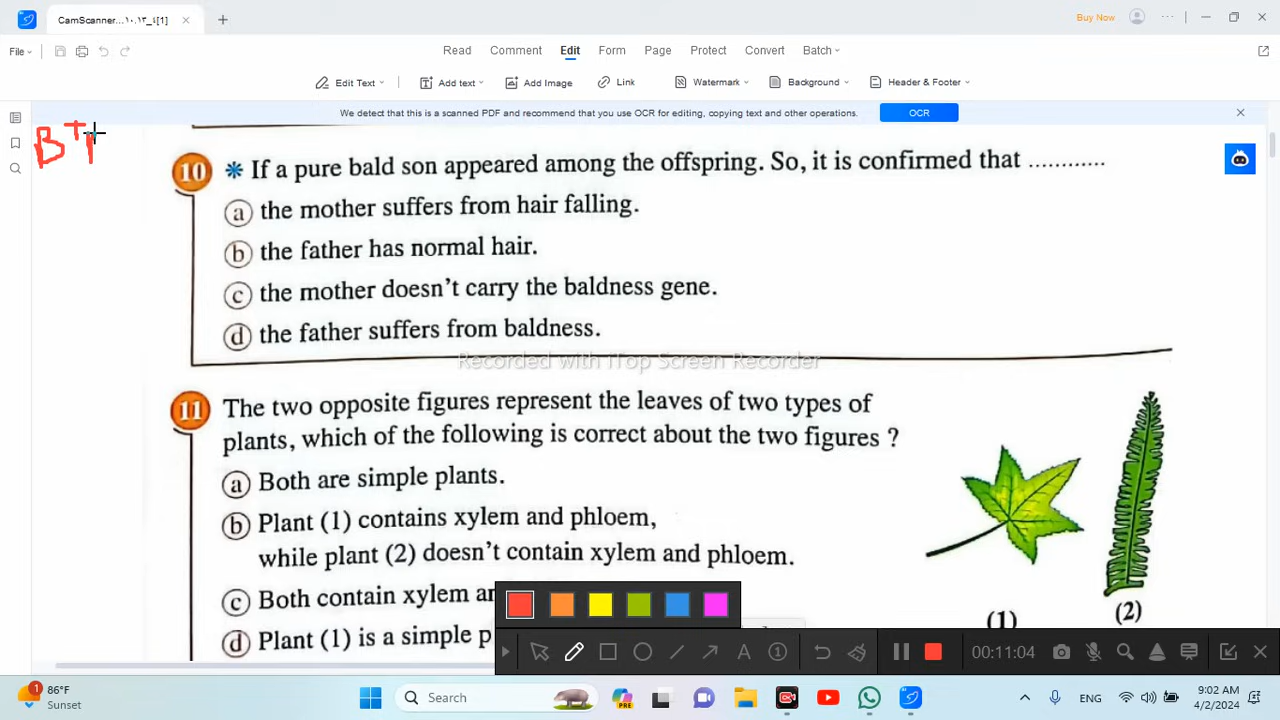 CamScanner...١٠،١٣_٤[1]
Buy Now
File
Read Comment Edit Form Page Protect Convert Batch
Edit Text Add text Add Image Link Watermark Background Header & Footer
We detect that this is a scanned PDF and recommend that you use OCR for editing, copying text and other operations. OCR
BT
10 * If a pure bald son appeared among the offspring. So, it is confirmed that ............
a the mother suffers from hair falling.
b the father has normal hair.
c the mother doesn't carry the baldness gene.
d the father suffers from baldness.
Recorded with iTop Screen Recorder
11 The two opposite figures represent the leaves of two types of
plants, which of the following is correct about the two figures ?
a Both are simple plants.
b Plant (1) contains xylem and phloem,
while plant (2) doesn't contain xylem and phloem.
c Both contain xylem
d Plant (1) is a simple p
(1) (2)
00:11:04
86°F
Sunset
Search
PRE
ENG
9:02 AM
4/2/2024